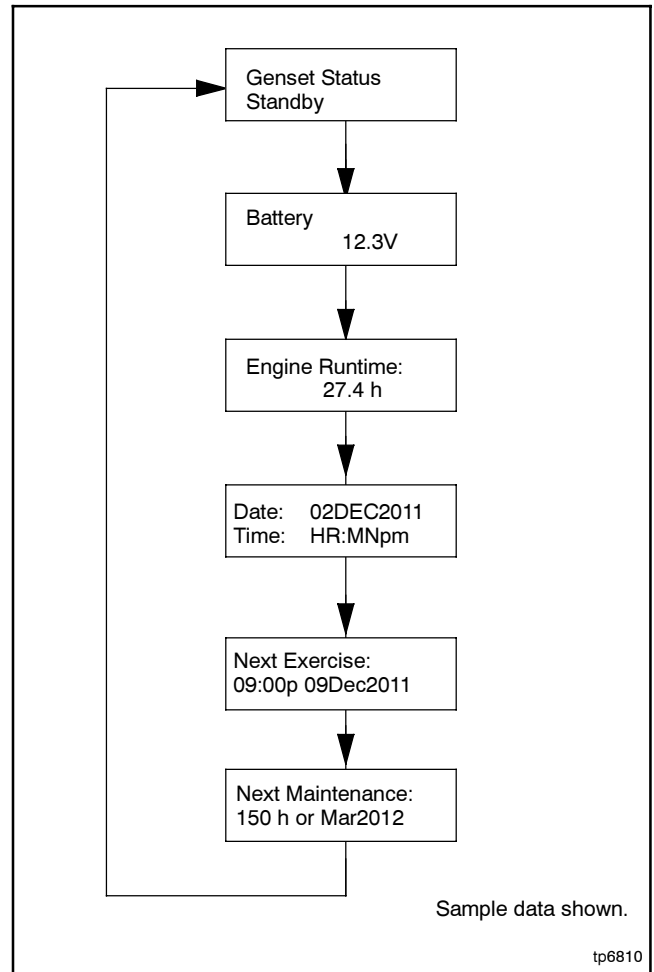 Genset Status
Standby
Battery
12.3V
Engine Runtime:
27.4 h
Date: 02DEC2011
Time: HR:MNpm
Next Exercise:
09:00p 09Dec2011
Next Maintenance:
150 h or Mar2012
Sample data shown.
tp6810